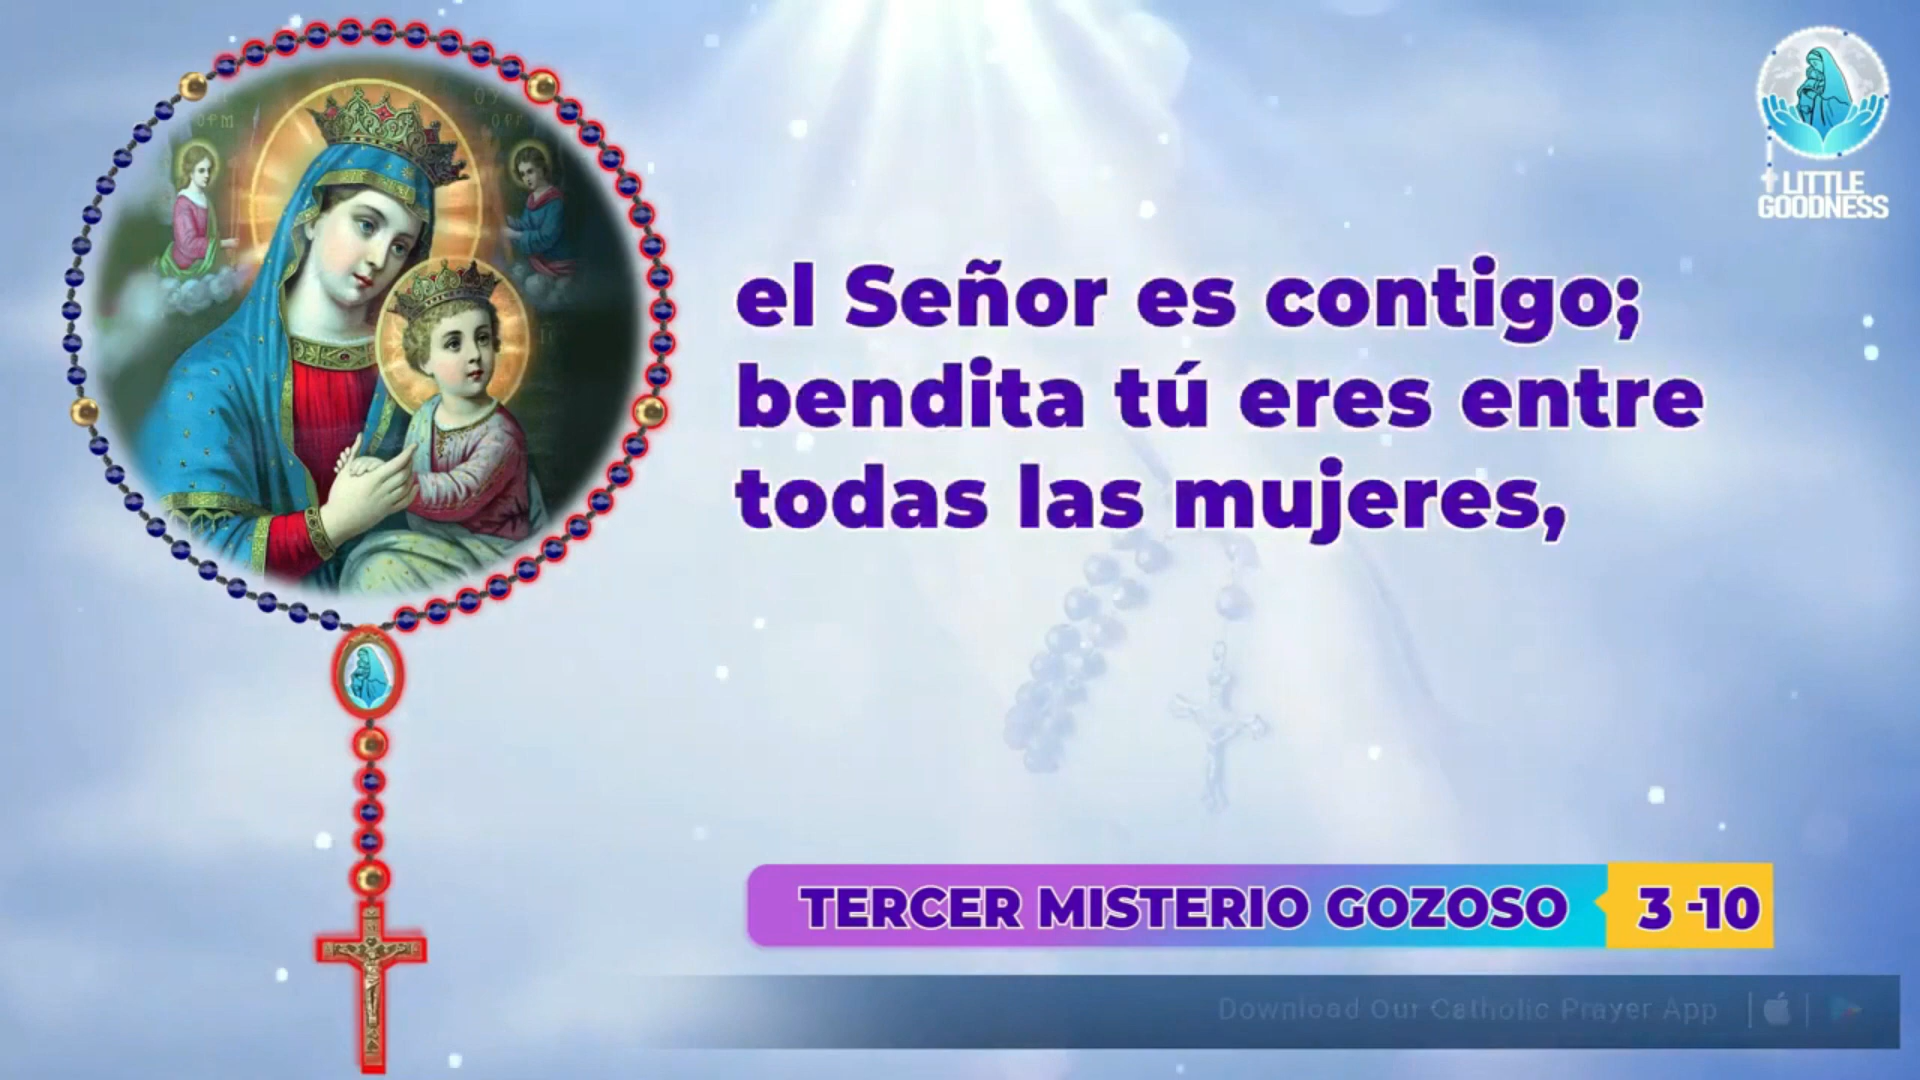 LITTLE
GOODNESS
el Señor es contigo;
bendita tú eres entre
todas las mujeres,
TERCER MISTERIO GOZOSO 3 -10
Download Our Catholic Prayer App